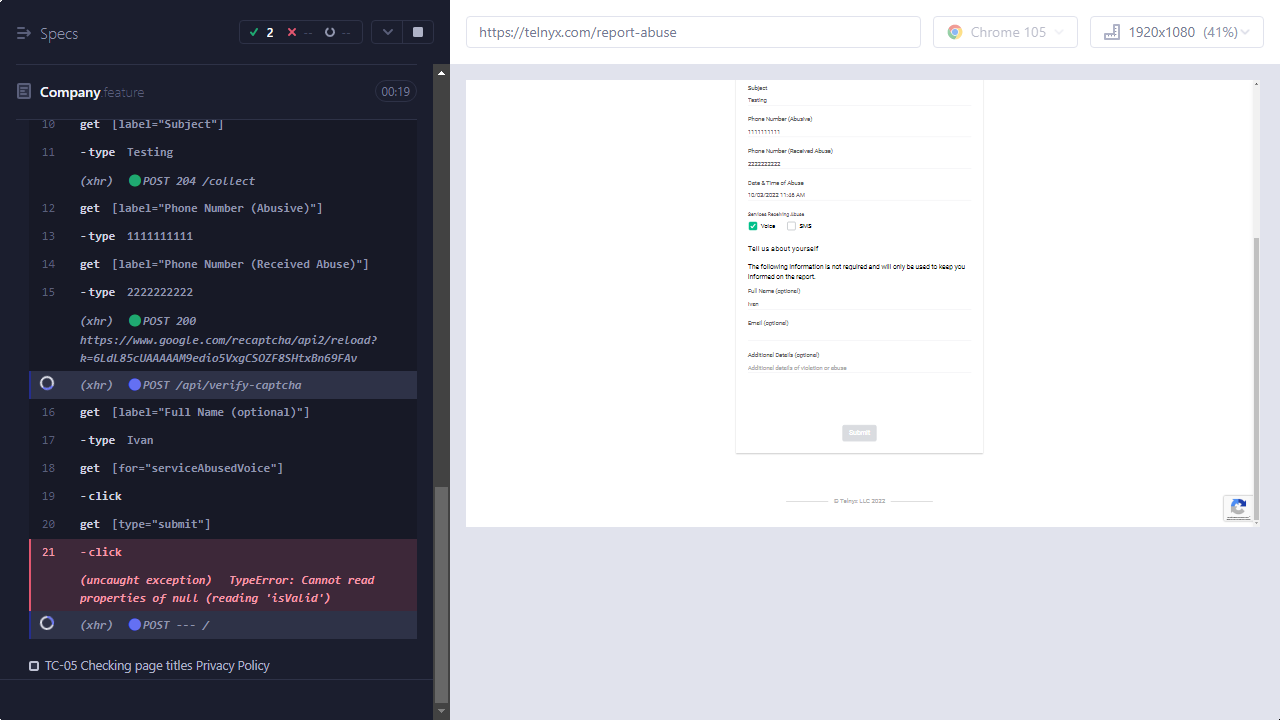 Specs
2
--
--
https://telnyx.com/report-abuse
Chrome 105
1920x1080 (41%)
Company feature
00:19
10 get [label="Subject"]
11 -type Testing
(xhr) POST 204 /collect
12 get [label="Phone Number (Abusive)"]
13 -type 1111111111
14 get [label="Phone Number (Received Abuse)"]
15 -type 2222222222
(xhr) POST 200
https://www.google.com/recaptcha/api2/reload?
k=6LdL85cUAAAAAM9edio5VxgCSOZF8SHtxBn69FAv
(xhr) POST /api/verify-captcha
16 get [label="Full Name (optional)"]
17 -type Ivan
18 get [for="serviceAbusedVoice"]
19 -click
20 get [type="submit"]
21 -click
(uncaught exception) TypeError: Cannot read
properties of null (reading 'isValid')
(xhr) POST --- /
TC-05 Checking page titles Privacy Policy
Subject
Testing
Phone Number (Abusive)
1111111111
Phone Number (Received Abuse)
2222222222
Date & Time of Abuse
10/03/2022 11:38 AM
Services Receiving Abuse
Voice SMS
Tell us about yourself
The following information is not required and will only be used to keep you
informed on the report.
Full Name (optional)
Ivan
Email (optional)
Additional Details (optional)
Additional details of violation or abuse
Submit
© Telnyx LLC 2022